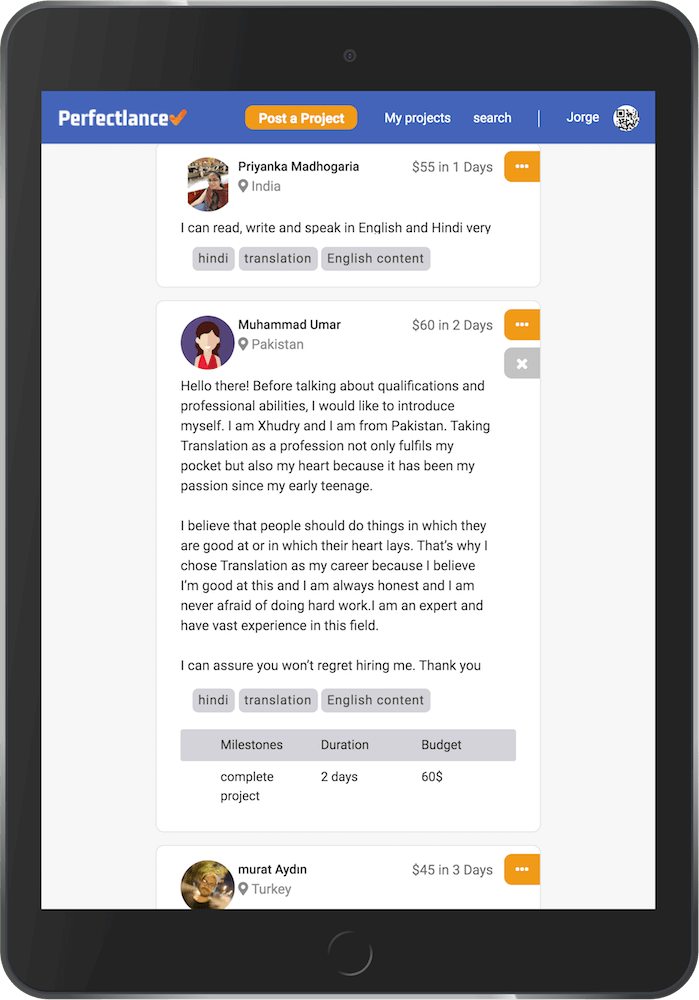 Perfectlance
Post a Project
My projects
search
Jorge
Priyanka Madhogaria
$55 in 1 Days
India
I can read, write and speak in English and Hindi very
hindi
translation
English content
Muhammad Umar
$60 in 2 Days
Pakistan
Hello there! Before talking about qualifications and
professional abilities, I would like to introduce
myself. I am Xhudry and I am from Pakistan. Taking
Translation as a profession not only fulfils my
pocket but also my heart because it has been my
passion since my early teenage.
I believe that people should do things in which they
are good at or in which their heart lays. That’s why I
chose Translation as my career because I believe
I’m good at this and I am always honest and I am
never afraid of doing hard work.I am an expert and
have vast experience in this field.
I can assure you won’t regret hiring me. Thank you
hindi
translation
English content
Milestones Duration Budget
complete 2 days 60$
project
murat Aydın
$45 in 3 Days
Turkey